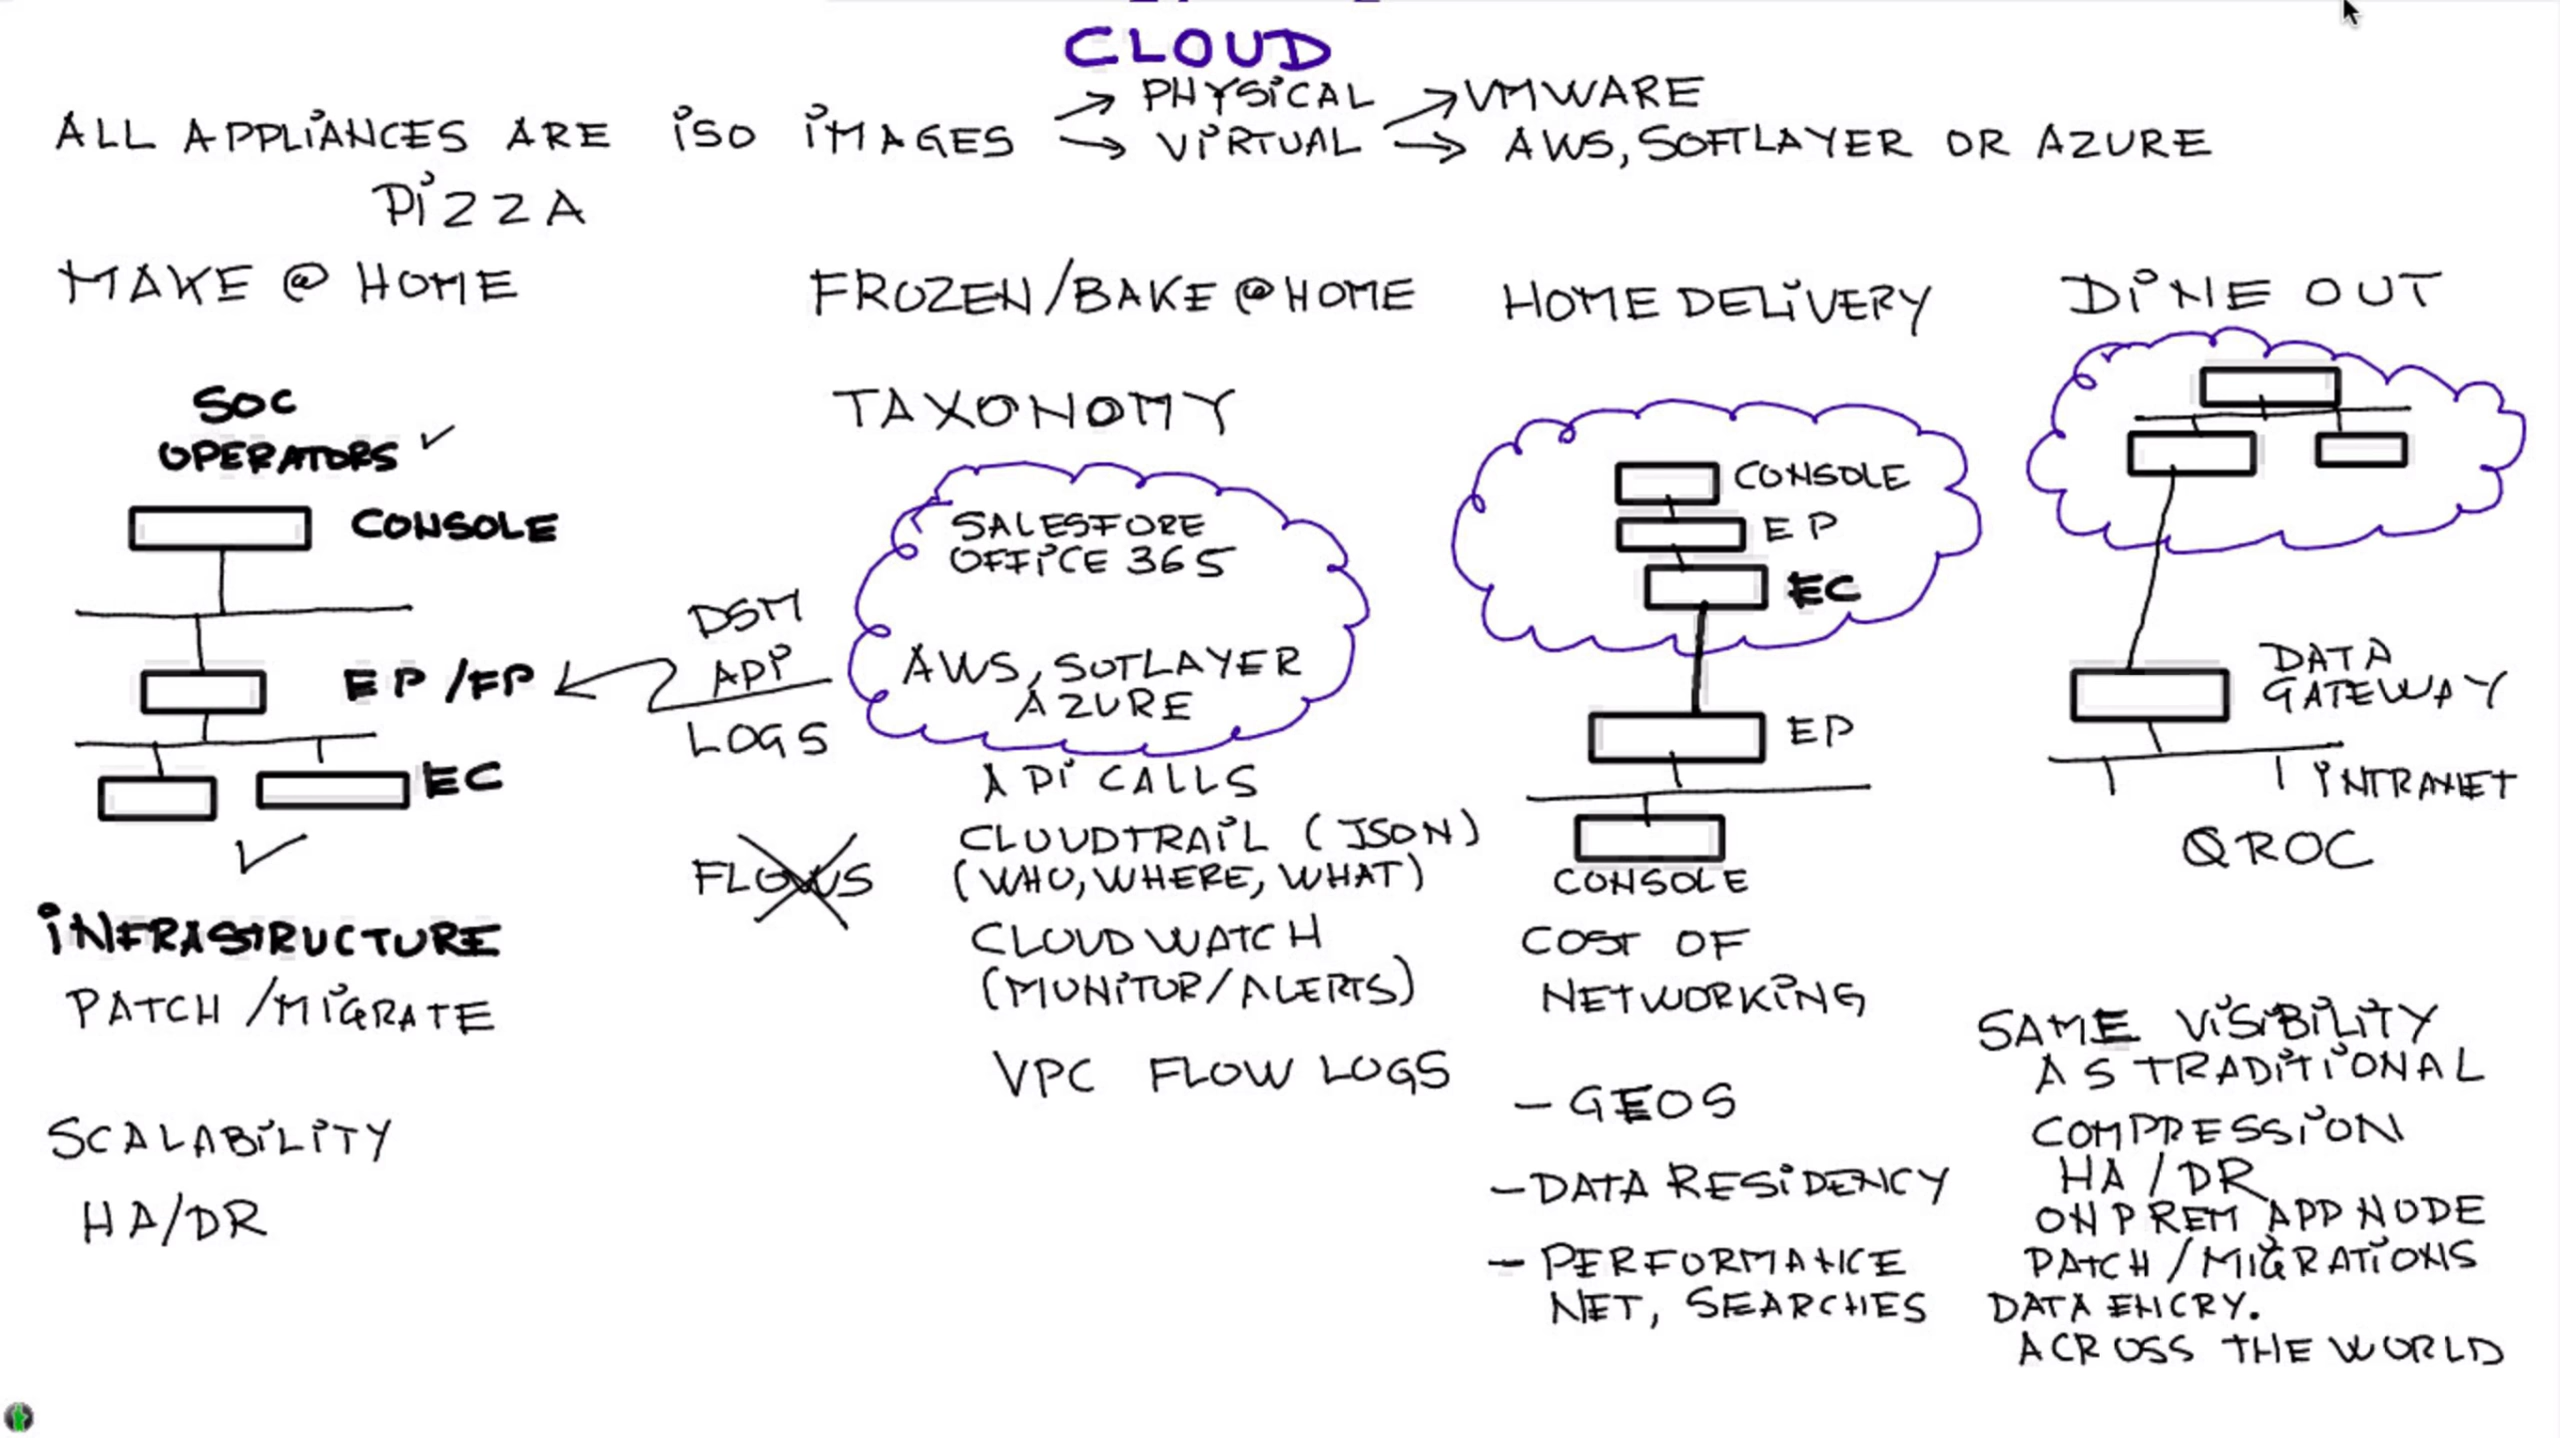 CLOUD
ALL APPLIANCES ARE ISO IMAGES
PHYSICAL
VIRTUAL
VMWARE
AWS, SOFTLAYER OR AZURE
PIZZA
MAKE @ HOME
SOC
OPERATORS
CONSOLE
EP/FP
EC
INFRASTRUCTURE
PATCH/MIGRATE
SCALABILITY
HA/DR
FROZEN/BAKE@HOME
TAXONOMY
SALESFORE
OFFICE 365
AWS, SOTLAYER
AZURE
DSM
API
LOGS
FLOWS
API CALLS
CLOUDTRAIL (JSON)
(WHO, WHERE, WHAT)
CLOUDWATCH
(MONITOR/ALERTS)
VPC FLOW LOGS
HOME DELIVERY
CONSOLE
EP
EC
EP
CONSOLE
COST OF
NETWORKING
- GEOS
- DATA RESIDENCY
- PERFORMANCE
NET, SEARCHES
DINE OUT
DATA
GATEWAY
INTRANET
QROC
SAME VISIBILITY
AS TRADITIONAL
COMPRESSION
HA/DR
ON PREM APP NODE
PATCH/MIGRATIONS
DATA ENCRY.
ACROSS THE WORLD